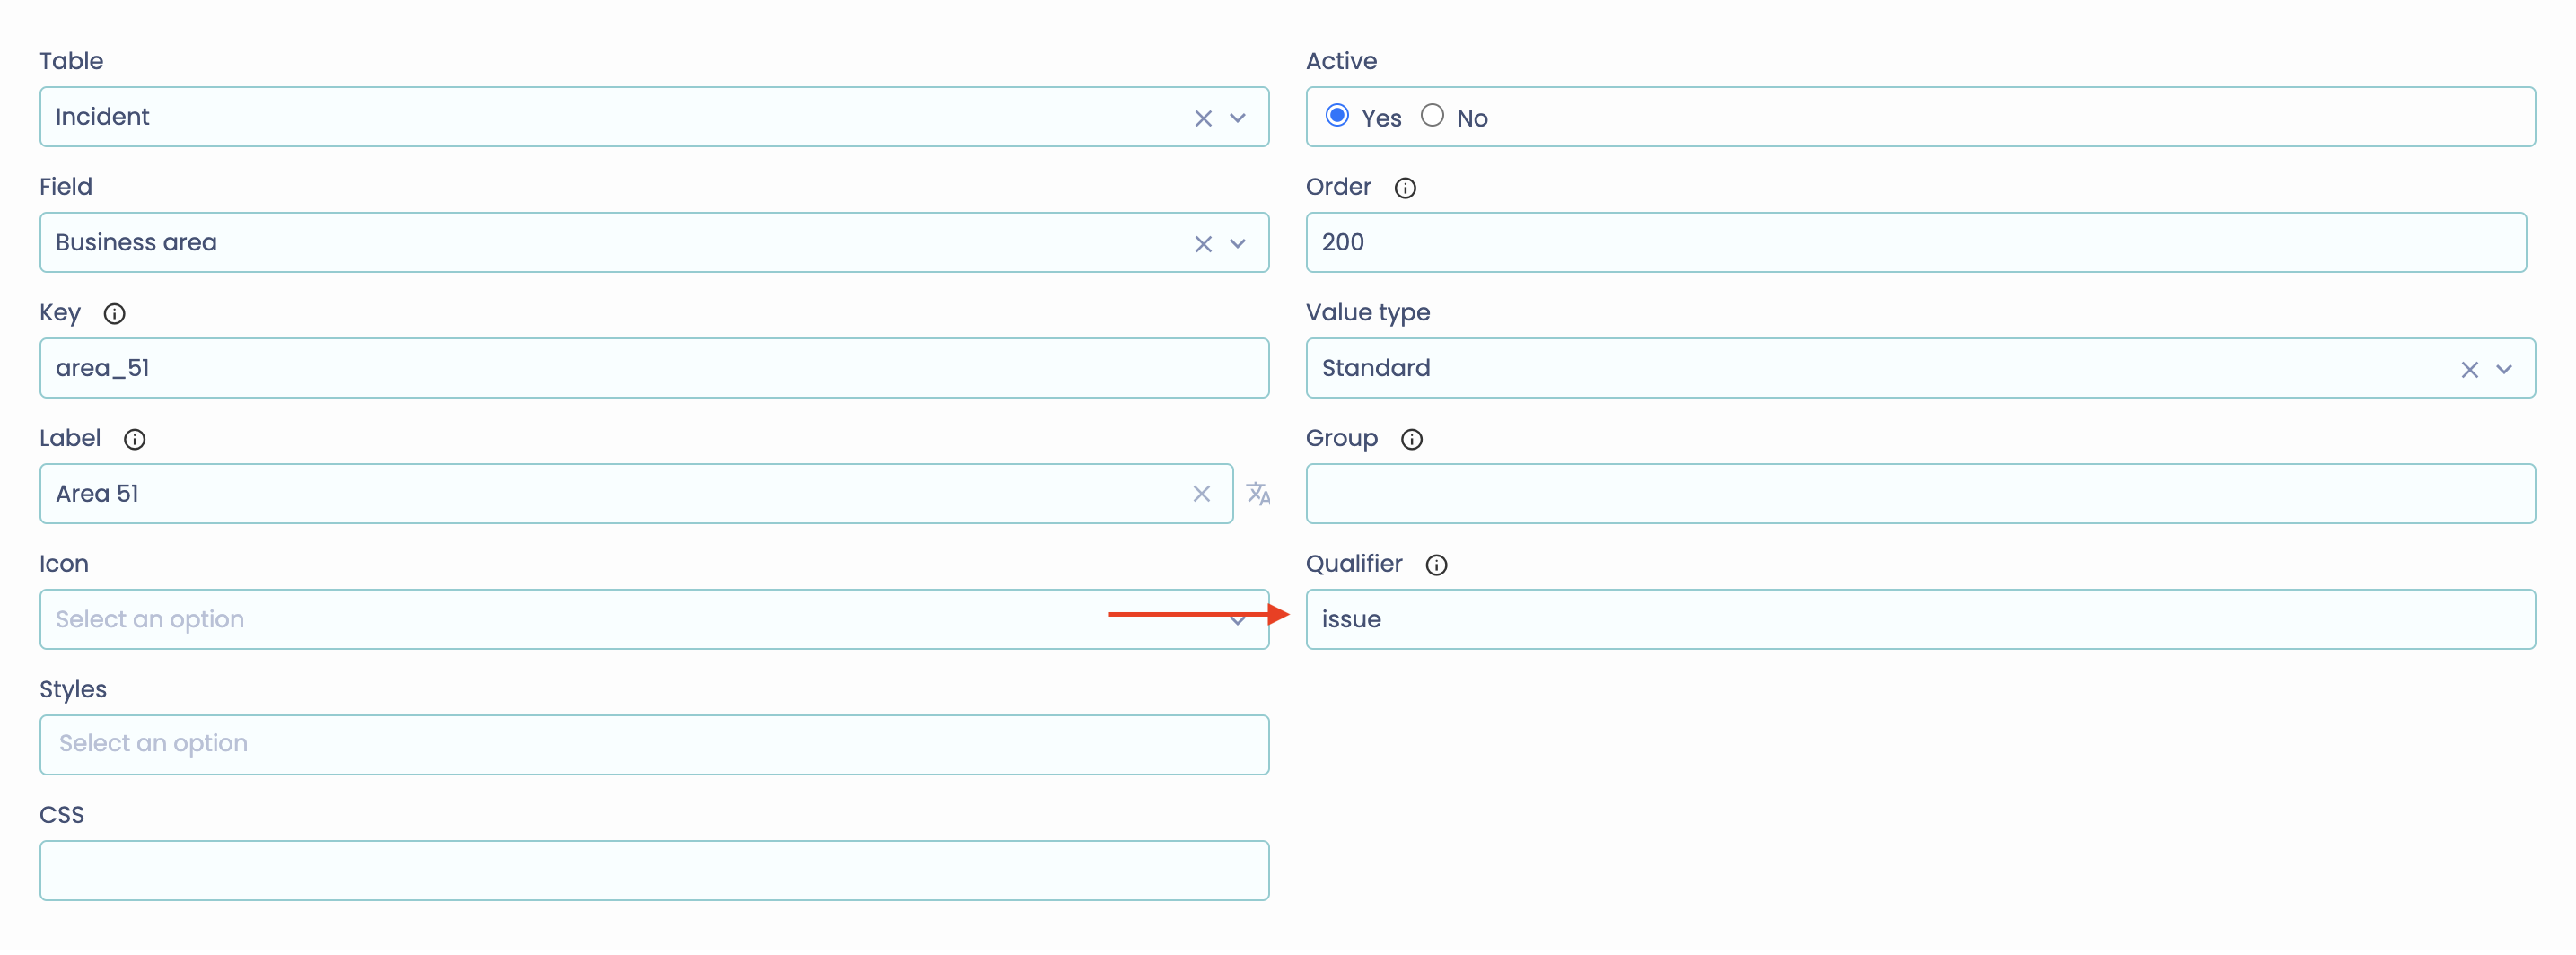 Table
Incident
Field
Business area
Key
area_51
Label
Area 51
Icon
Select an option
Styles
Select an option
CSS
Active
Yes No
Order
200
Value type
Standard
Group
Qualifier
issue